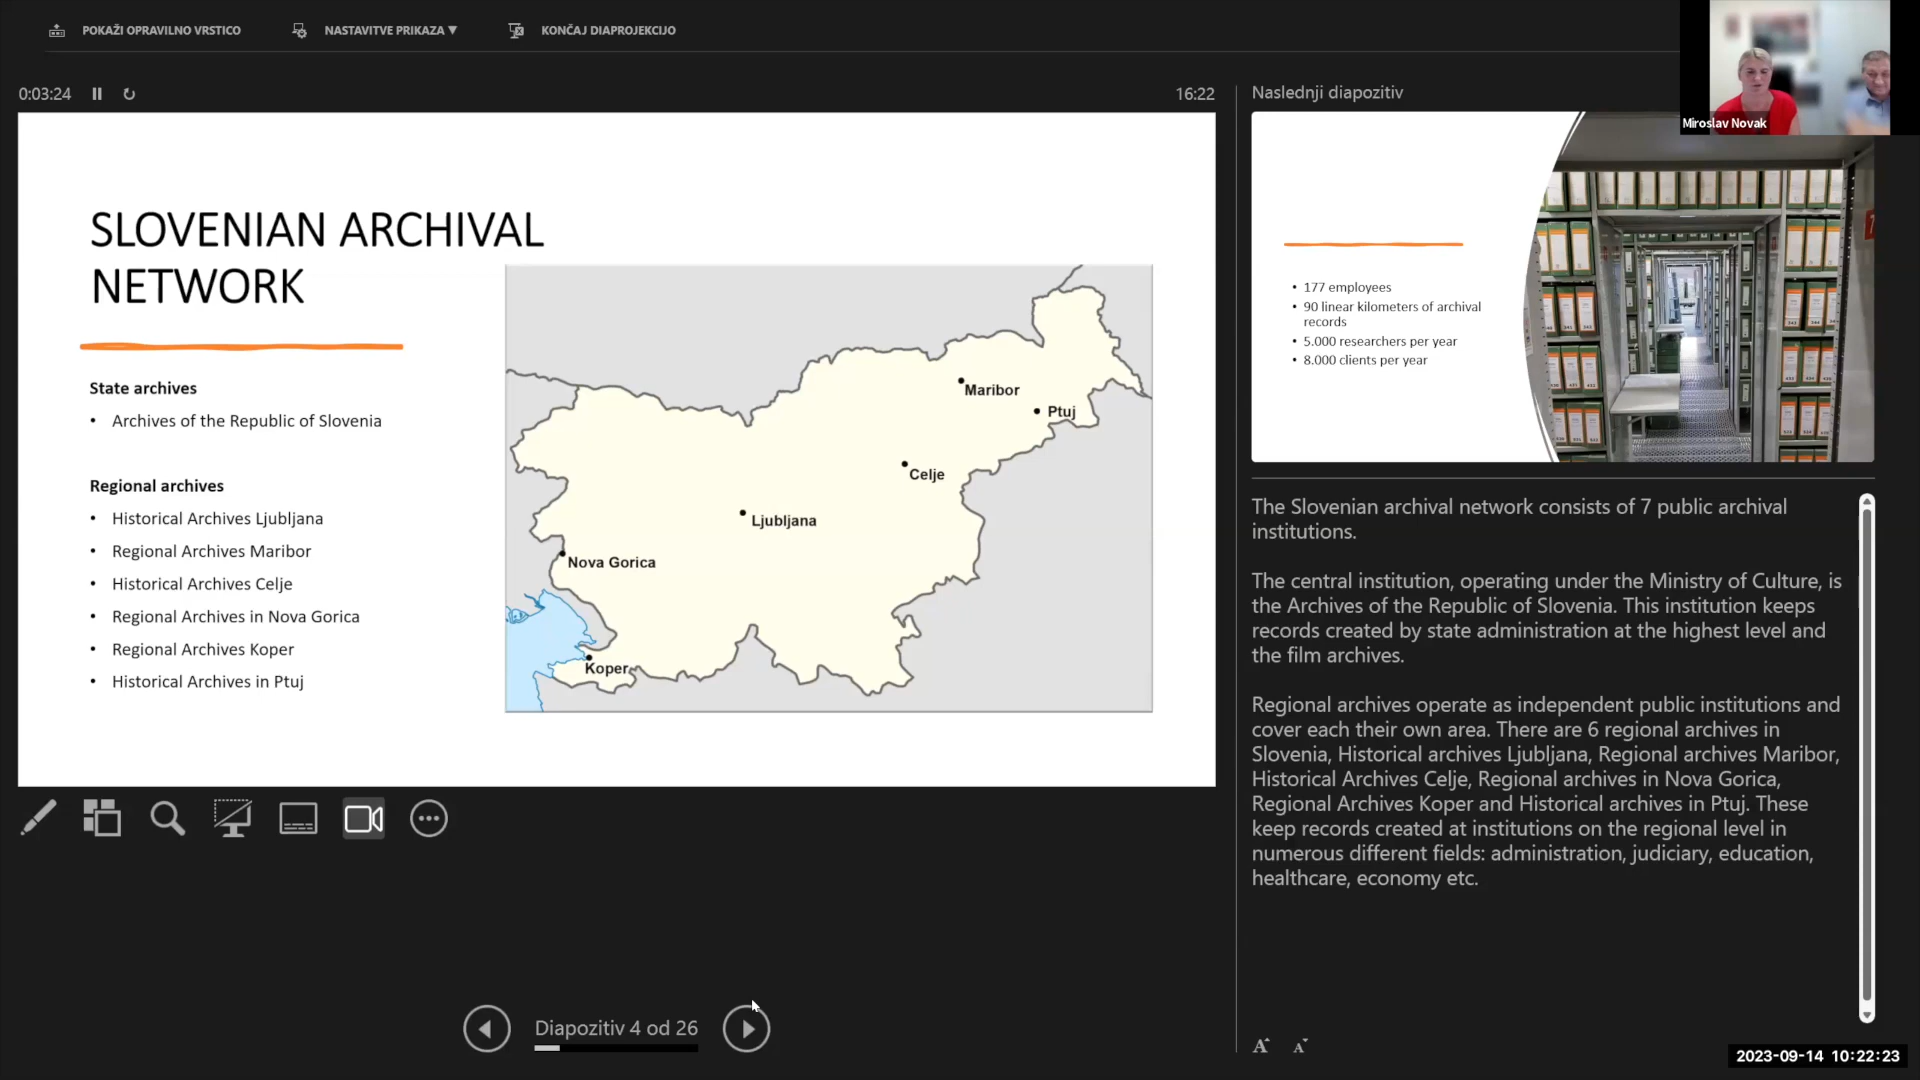 POKAŽI OPRAVILNO VRSTICO
NASTAVITVE PRIKAZA ▼
KONČAJ DIAPROJEKCIJO
0:03:24
16:22
SLOVENIAN ARCHIVAL
NETWORK
State archives
• Archives of the Republic of Slovenia
Regional archives
• Historical Archives Ljubljana
• Regional Archives Maribor
• Historical Archives Celje
• Regional Archives in Nova Gorica
• Regional Archives Koper
• Historical Archives in Ptuj
Maribor
Ptuj
Celje
Ljubljana
Nova Gorica
Koper
Diapozitiv 4 od 26
Naslednji diapozitiv
Miroslav Novak
• 177 employees
• 90 linear kilometers of archival
records
• 5.000 researchers per year
• 8.000 clients per year
The Slovenian archival network consists of 7 public archival
institutions.
The central institution, operating under the Ministry of Culture, is
the Archives of the Republic of Slovenia. This institution keeps
records created by state administration at the highest level and
the film archives.
Regional archives operate as independent public institutions and
cover each their own area. There are 6 regional archives in
Slovenia, Historical archives Ljubljana, Regional archives Maribor,
Historical Archives Celje, Regional archives in Nova Gorica,
Regional Archives Koper and Historical archives in Ptuj. These
keep records created at institutions on the regional level in
numerous different fields: administration, judiciary, education,
healthcare, economy etc.
A A
2023-09-14 10:22:23